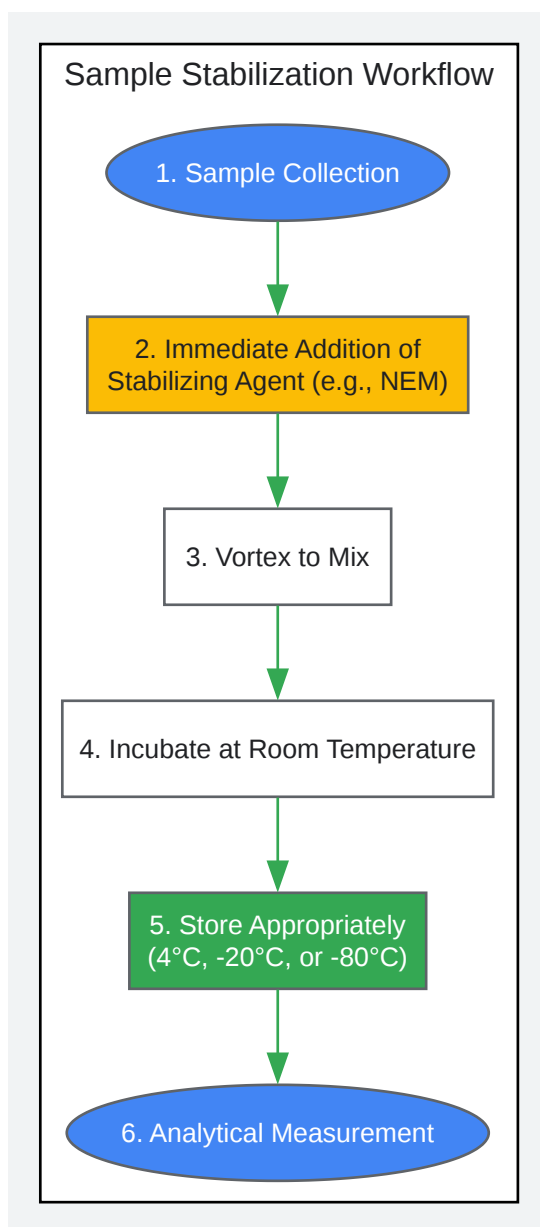 Sample Stabilization Workflow
1. Sample Collection
2. Immediate Addition of
Stabilizing Agent (e.g., NEM)
3. Vortex to Mix
4. Incubate at Room Temperature
5. Store Appropriately
(4°C, -20°C, or -80°C)
6. Analytical Measurement